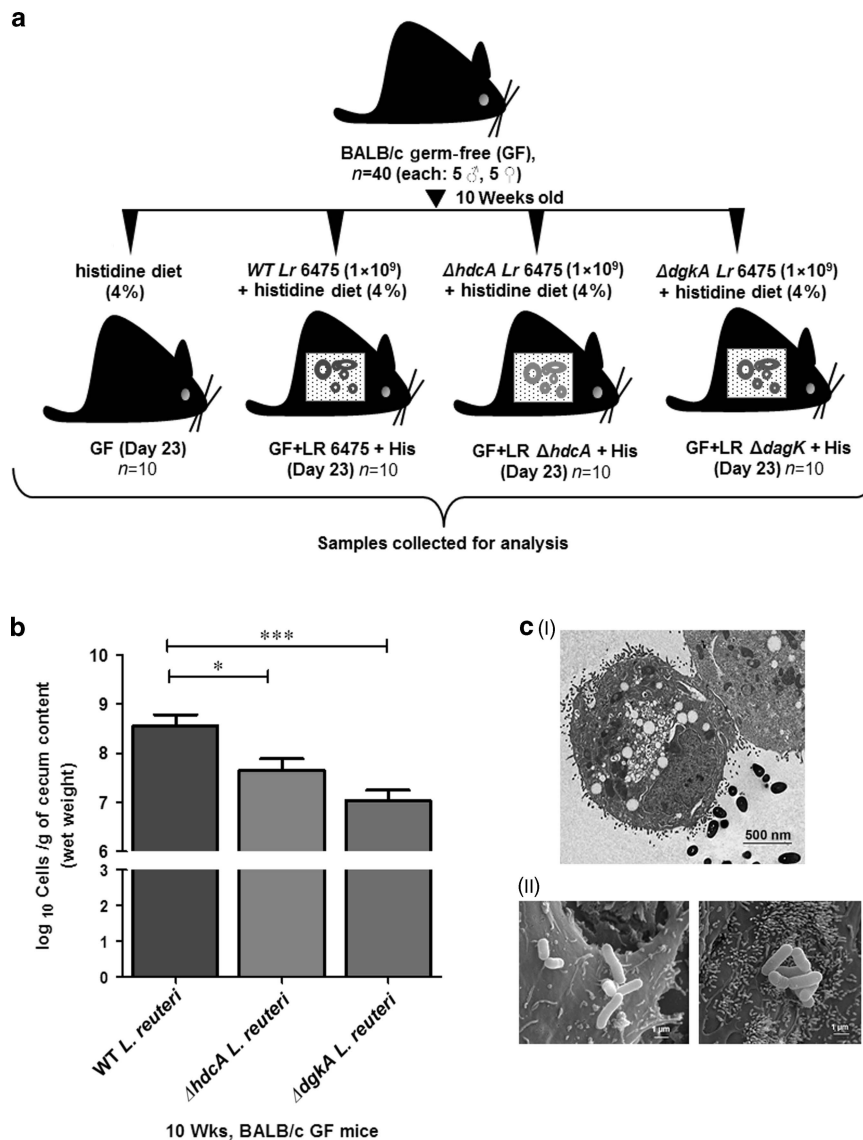 a
BALB/c germ-free (GF),
n=40 (each: 5 ♂, 5 ♀)
10 Weeks old
histidine diet
(4%)
WT Lr 6475 (1×10⁹)
+ histidine diet (4%)
ΔhdcA Lr 6475 (1×10⁹)
+ histidine diet (4%)
ΔdgkA Lr 6475 (1×10⁹)
+ histidine diet (4%)
GF (Day 23)
n=10
GF+LR 6475 + His
(Day 23) n=10
GF+LR ΔhdcA + His
(Day 23) n=10
GF+LR ΔdagK + His
(Day 23) n=10
Samples collected for analysis
b
***
*
log ₁₀ Cells /g of cecum content
(wet weight)
10
9
8
7
6
3
2
1
0
WT L. reuteri
ΔhdcA L. reuteri
ΔdgkA L. reuteri
10 Wks, BALB/c GF mice
c (I)
500 nm
(II)
1 µm
1 µm